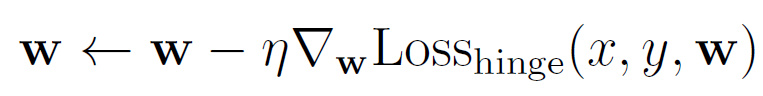 w ← w − η∇_w Loss_hinge(x, y, w)